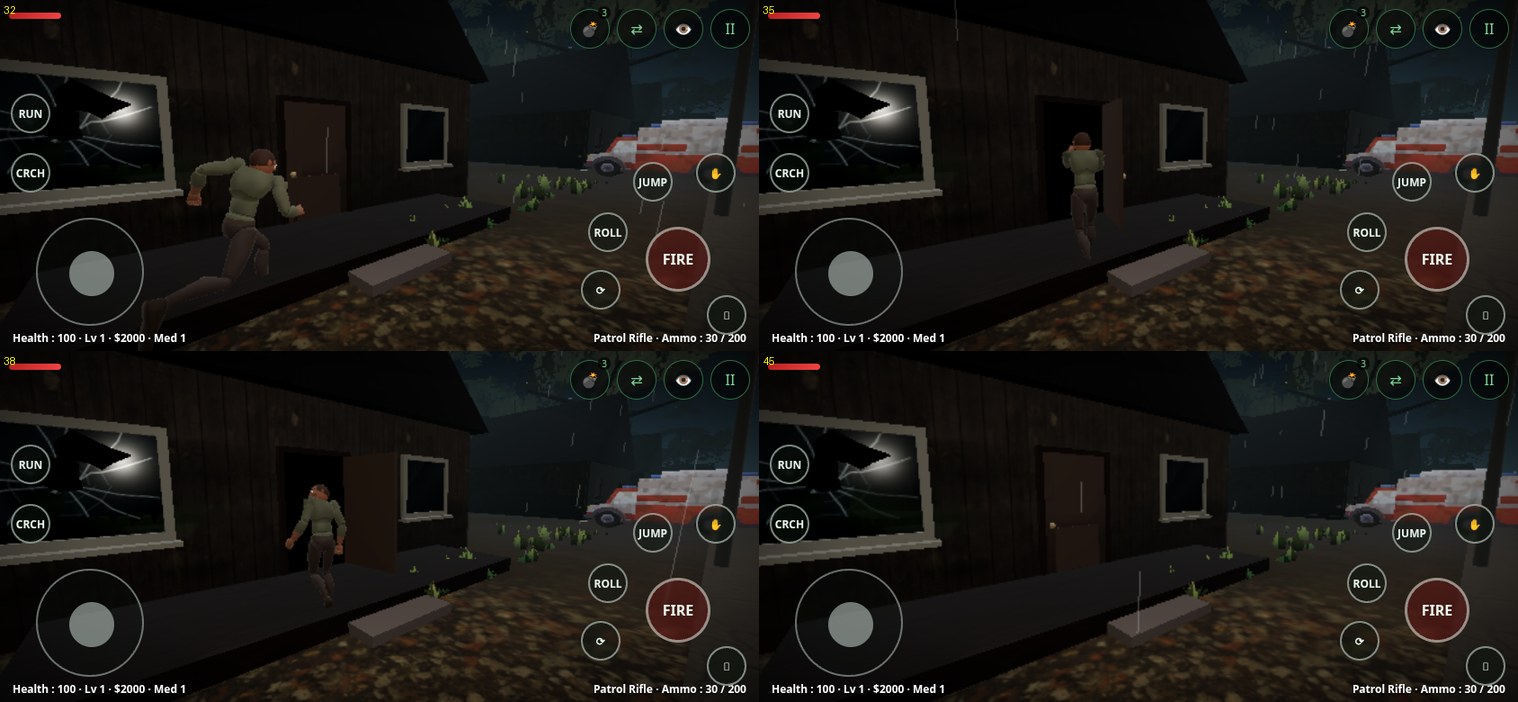 32
3
II
RUN
CRCH
JUMP
ROLL
FIRE
Health : 100 · Lv 1 · $2000 · Med 1
Patrol Rifle · Ammo : 30 / 200
35
3
II
RUN
CRCH
JUMP
ROLL
FIRE
Health : 100 · Lv 1 · $2000 · Med 1
Patrol Rifle · Ammo : 30 / 200
38
3
II
RUN
CRCH
JUMP
ROLL
FIRE
Health : 100 · Lv 1 · $2000 · Med 1
Patrol Rifle · Ammo : 30 / 200
45
3
II
RUN
CRCH
JUMP
ROLL
FIRE
Health : 100 · Lv 1 · $2000 · Med 1
Patrol Rifle · Ammo : 30 / 200